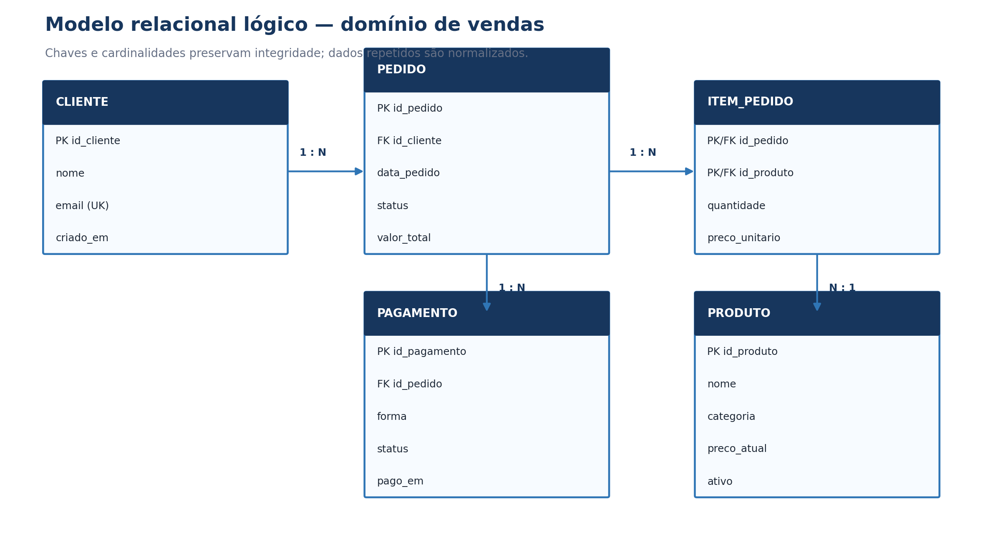 Modelo relacional lógico — domínio de vendas
Chaves e cardinalidades preservam integridade; dados repetidos são normalizados.
CLIENTE
PK id_cliente
nome
email (UK)
criado_em
1 : N
PEDIDO
PK id_pedido
FK id_cliente
data_pedido
status
valor_total
1 : N
ITEM_PEDIDO
PK/FK id_pedido
PK/FK id_produto
quantidade
preco_unitario
1 : N
PAGAMENTO
PK id_pagamento
FK id_pedido
forma
status
pago_em
N : 1
PRODUTO
PK id_produto
nome
categoria
preco_atual
ativo